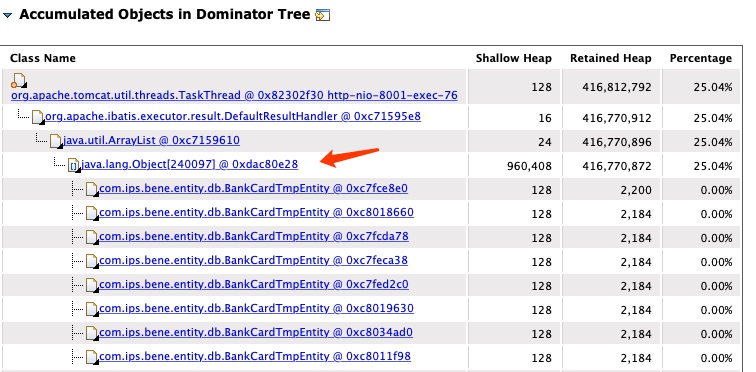 Accumulated Objects in Dominator Tree
Class Name Shallow Heap Retained Heap Percentage
org.apache.tomcat.util.threads.TaskThread @ 0x82302f30 http-nio-8001-exec-76 128 416,812,792 25.04%
org.apache.ibatis.executor.result.DefaultResultHandler @ 0xc71595e8 16 416,770,912 25.04%
java.util.ArrayList @ 0xc7159610 24 416,770,896 25.04%
java.lang.Object[240097] @ 0xdac80e28 960,408 416,770,872 25.04%
com.ips.bene.entity.db.BankCardTmpEntity @ 0xc7fce8e0 128 2,200 0.00%
com.ips.bene.entity.db.BankCardTmpEntity @ 0xc8018660 128 2,184 0.00%
com.ips.bene.entity.db.BankCardTmpEntity @ 0xc7fcda78 128 2,184 0.00%
com.ips.bene.entity.db.BankCardTmpEntity @ 0xc7feca38 128 2,184 0.00%
com.ips.bene.entity.db.BankCardTmpEntity @ 0xc7fed2c0 128 2,184 0.00%
com.ips.bene.entity.db.BankCardTmpEntity @ 0xc8019630 128 2,184 0.00%
com.ips.bene.entity.db.BankCardTmpEntity @ 0xc8034ad0 128 2,184 0.00%
com.ips.bene.entity.db.BankCardTmpEntity @ 0xc8011f98 128 2,184 0.00%